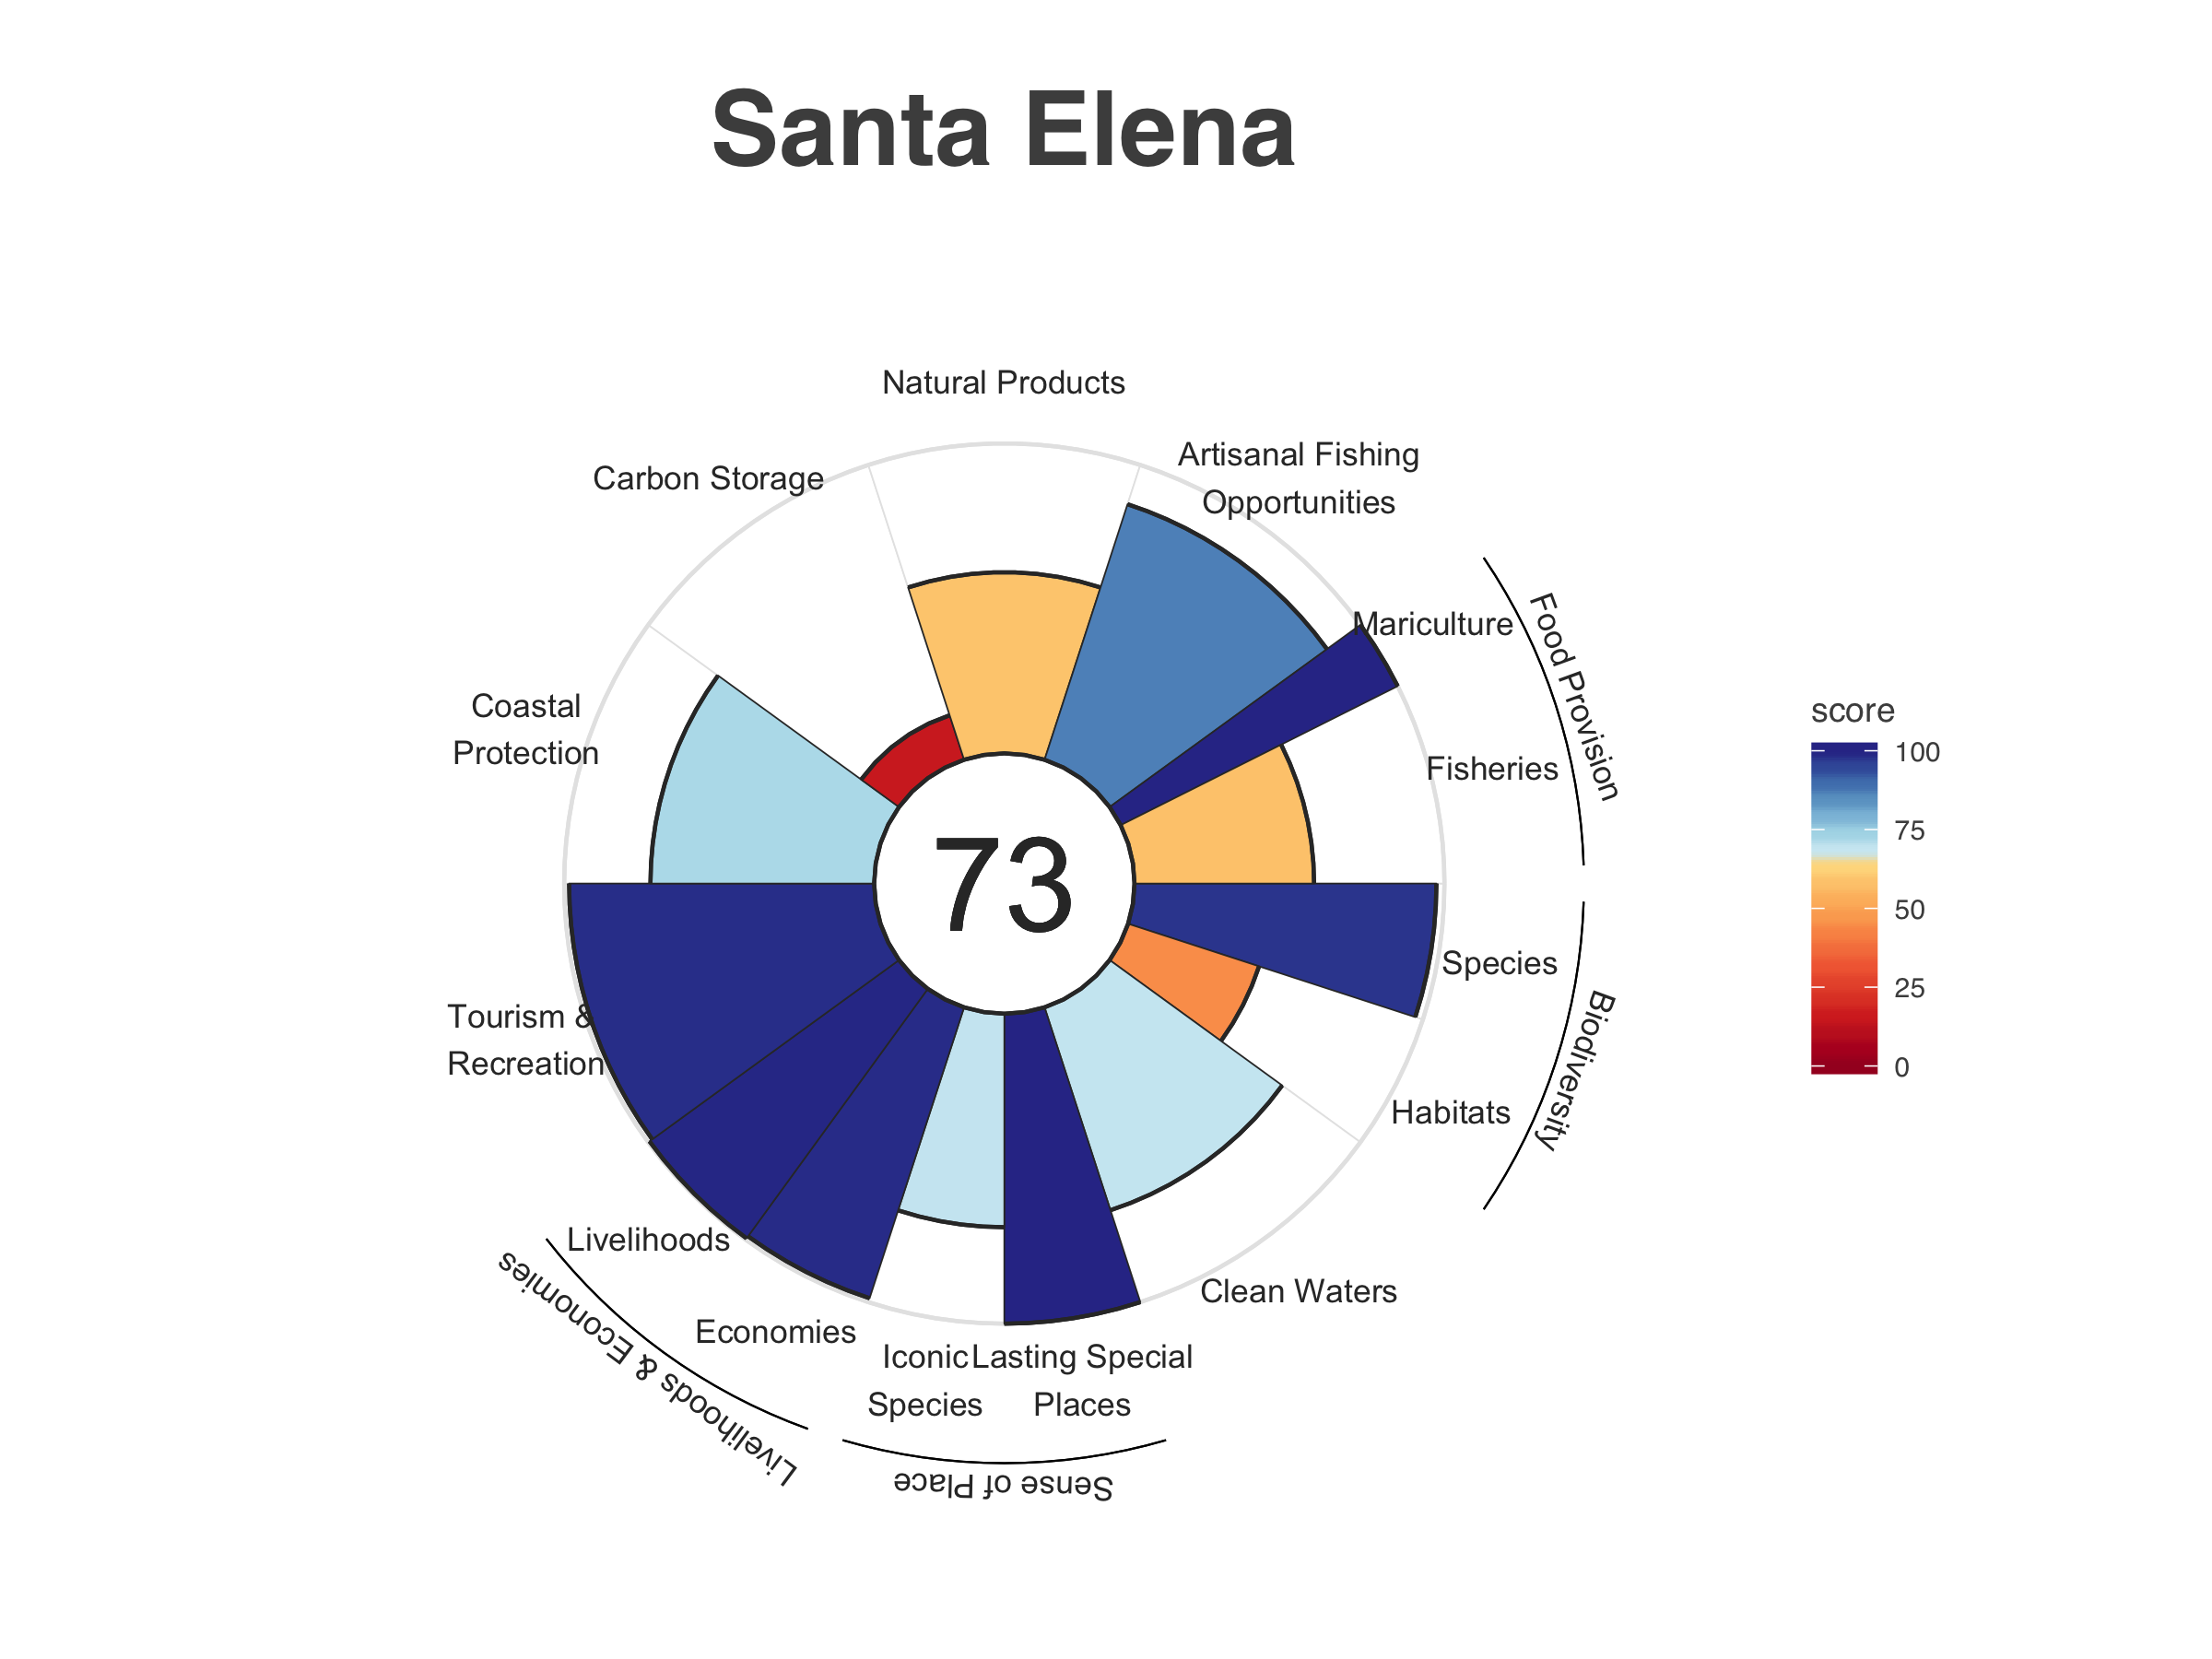 Santa Elena
Natural Products
Artisanal Fishing
Opportunities
Carbon Storage
Mariculture
Food Provision
Coastal
Protection
Fisheries
score
100
75
50
25
0
73
Species
Biodiversity
Tourism &
Recreation
Habitats
Livelihoods
Clean Waters
Economies
Livelihoods & Economies
Iconic
Species
Lasting Special
Places
Sense of Place